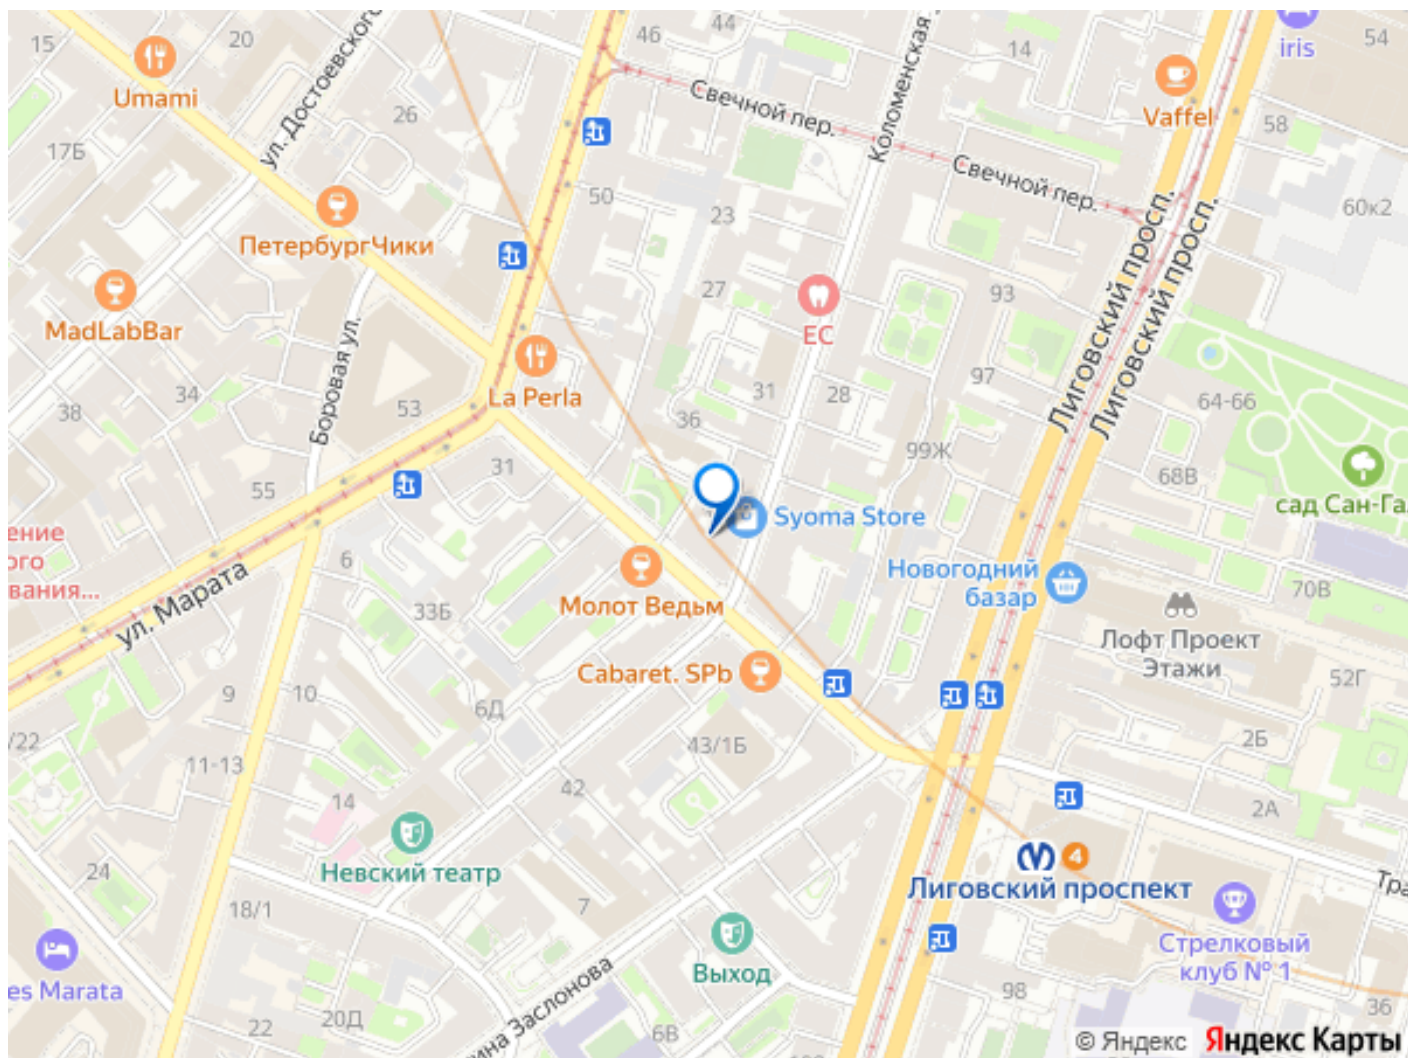 15
20
46
44
Коломенская
14
iris
54
Umami
ул. Достоевского
26
Свечной пер.
Vaffel
58
17Б
50
23
Свечной пер.
60к2
ПетербургЧики
Лиговский просп.
Лиговский просп.
MadLabBar
27
ЕС
93
Боровая ул.
34
38
53
La Perla
31
28
97
64-66
36
99Ж
68В
31
55
сад Сан-Га
Syoma Store
ение
ого
вания...
6
ул. Марата
33Б
Молот Ведьм
Новогодний
базар
70В
Лофт Проект
Этажи
Cabaret. SPb
52Г
9
10
6Д
/22
43/1Б
2Б
11-13
42
14
2А
Невский театр
24
4
Лиговский проспект
Тра
18/1
7
Стрелковый
клуб № 1
Выход
es Marata
98
36
22
20Д
ина Заслонова
6В
© Яндекс
Яндекс Карты